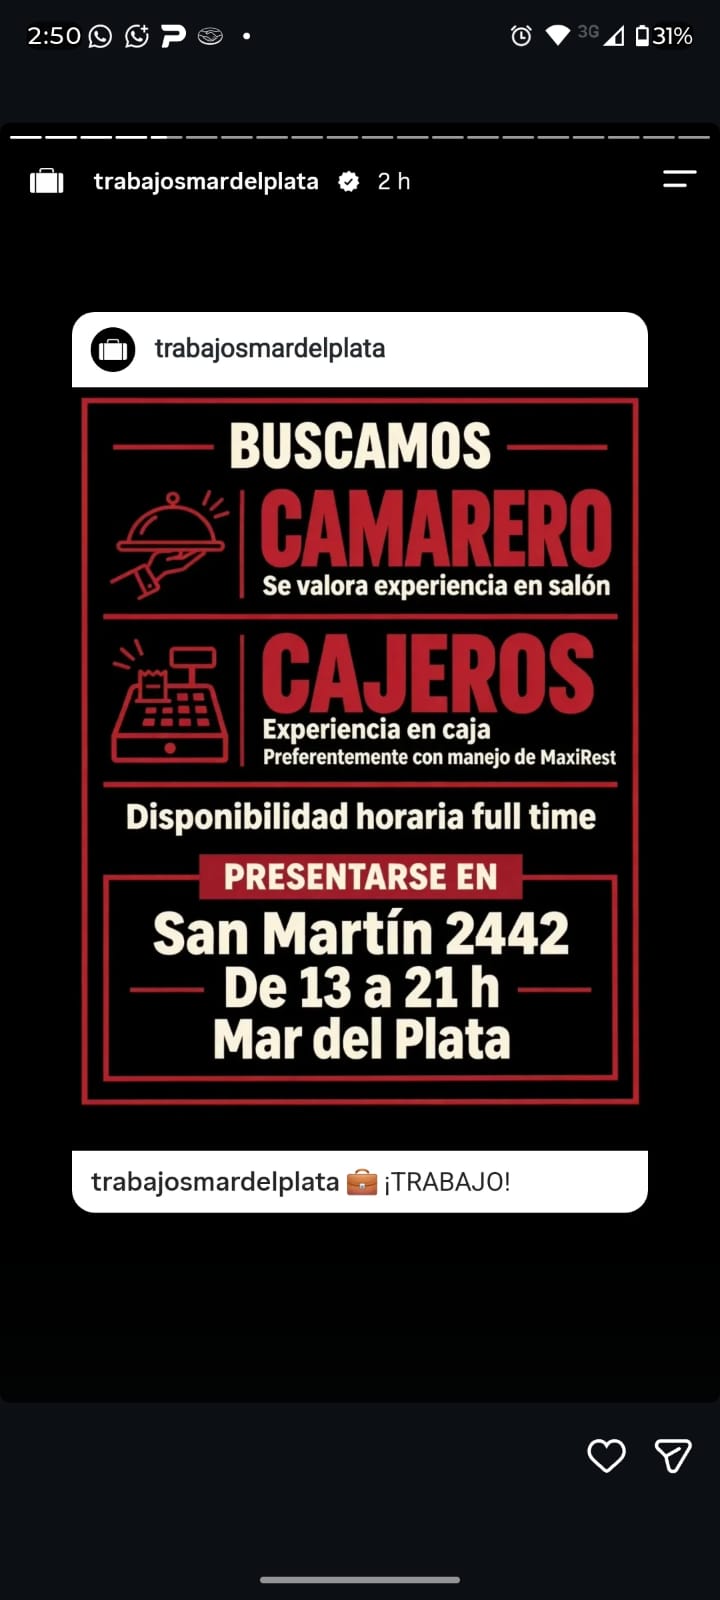 2:50
3G
31%
trabajosmardelplata 2 h
trabajosmardelplata
BUSCAMOS
CAMARERO
Se valora experiencia en salón
CAJEROS
Experiencia en caja
Preferentemente con manejo de MaxiRest
Disponibilidad horaria full time
PRESENTARSE EN
San Martín 2442
De 13 a 21 h
Mar del Plata
trabajosmardelplata 💼 ¡TRABAJO!